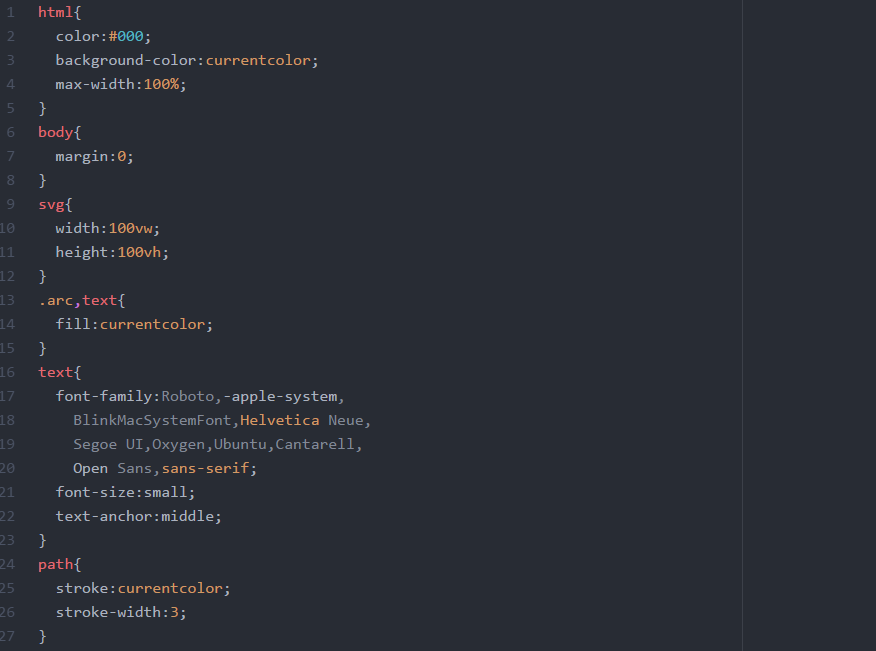 1 html{
2   color:#000;
3   background-color:currentcolor;
4   max-width:100%;
5 }
6 body{
7   margin:0;
8 }
9 svg{
10   width:100vw;
11   height:100vh;
12 }
13 .arc,text{
14   fill:currentcolor;
15 }
16 text{
17   font-family:Roboto,-apple-system,
18     BlinkMacSystemFont,Helvetica Neue,
19     Segoe UI,Oxygen,Ubuntu,Cantarell,
20     Open Sans,sans-serif;
21   font-size:small;
22   text-anchor:middle;
23 }
24 path{
25   stroke:currentcolor;
26   stroke-width:3;
27 }